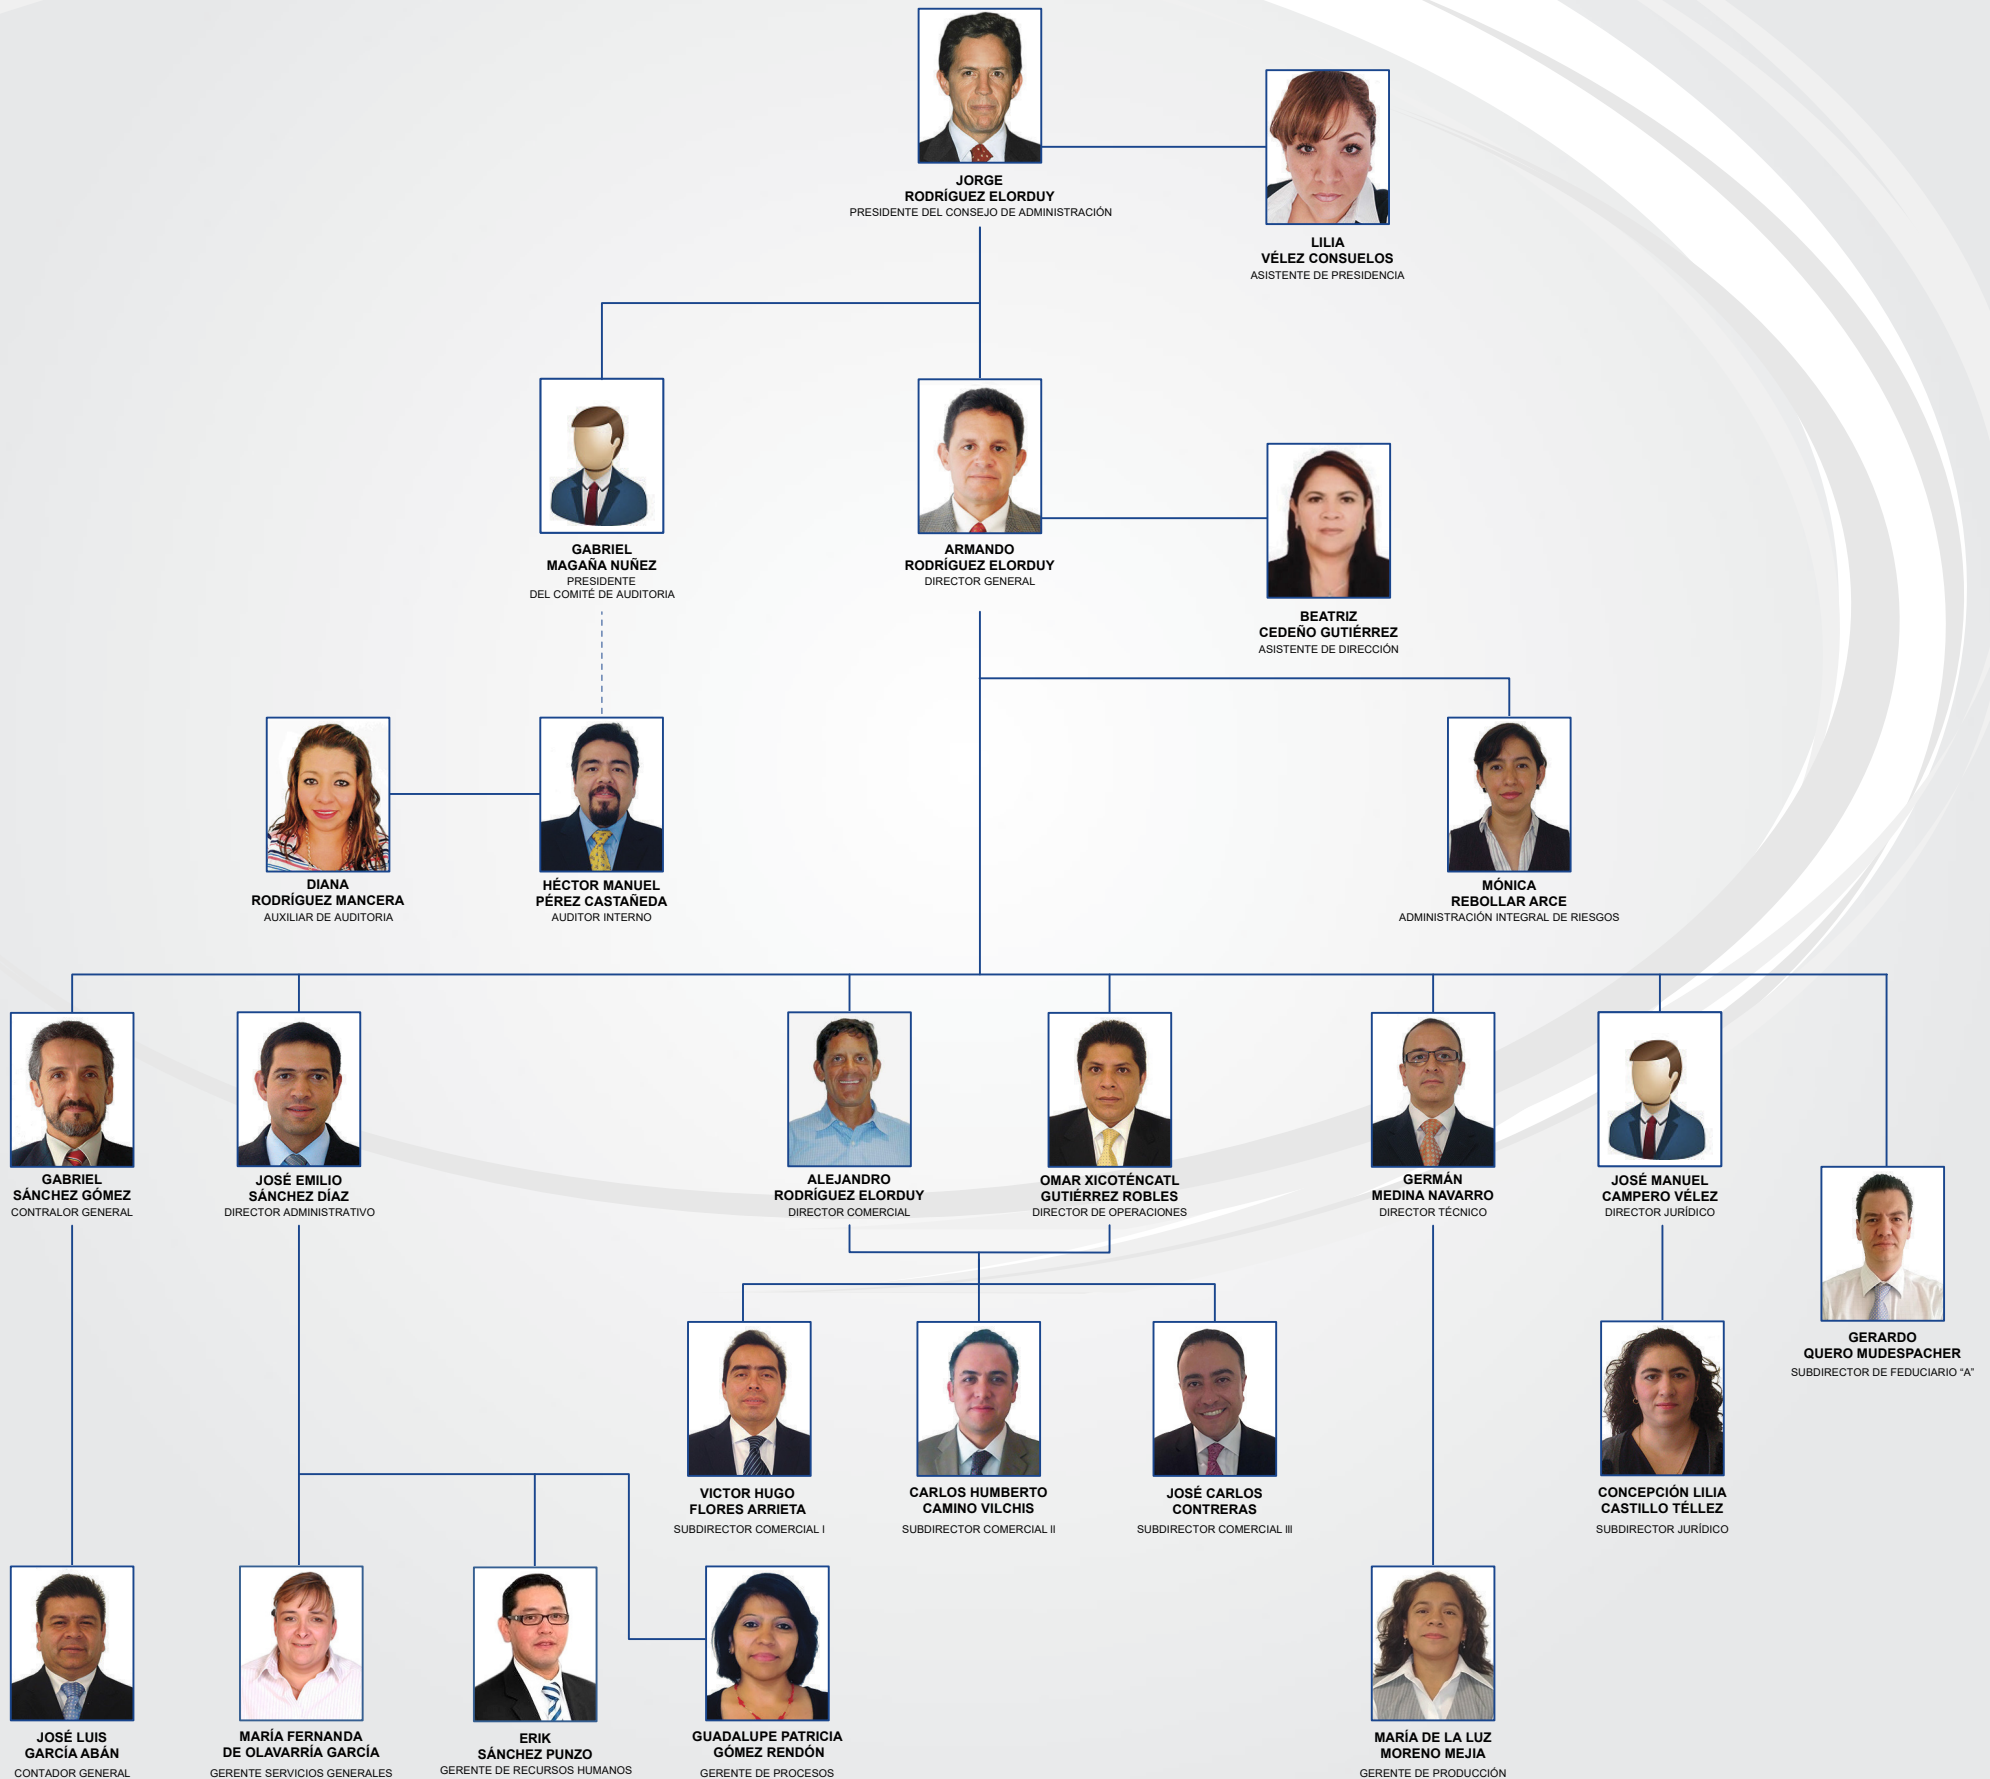 JORGE
RODRÍGUEZ ELORDUY
PRESIDENTE DEL CONSEJO DE ADMINISTRACIÓN
LILIA
VÉLEZ CONSUELOS
ASISTENTE DE PRESIDENCIA
GABRIEL
MAGAÑA NUÑEZ
PRESIDENTE
DEL COMITÉ DE AUDITORIA
ARMANDO
RODRÍGUEZ ELORDUY
DIRECTOR GENERAL
BEATRIZ
CEDEÑO GUTIÉRREZ
ASISTENTE DE DIRECCIÓN
DIANA
RODRÍGUEZ MANCERA
AUXILIAR DE AUDITORIA
HÉCTOR MANUEL
PÉREZ CASTAÑEDA
AUDITOR INTERNO
MÓNICA
REBOLLAR ARCE
ADMINISTRACIÓN INTEGRAL DE RIESGOS
GABRIEL
SÁNCHEZ GÓMEZ
CONTRALOR GENERAL
JOSÉ EMILIO
SÁNCHEZ DÍAZ
DIRECTOR ADMINISTRATIVO
ALEJANDRO
RODRÍGUEZ ELORDUY
DIRECTOR COMERCIAL
OMAR XICOTÉNCATL
GUTIÉRREZ ROBLES
DIRECTOR DE OPERACIONES
GERMÁN
MEDINA NAVARRO
DIRECTOR TÉCNICO
JOSÉ MANUEL
CAMPERO VÉLEZ
DIRECTOR JURÍDICO
GERARDO
QUERO MUDESPACHER
SUBDIRECTOR DE FEDUCIARIO “A”
VICTOR HUGO
FLORES ARRIETA
SUBDIRECTOR COMERCIAL I
CARLOS HUMBERTO
CAMINO VILCHIS
SUBDIRECTOR COMERCIAL II
JOSÉ CARLOS
CONTRERAS
SUBDIRECTOR COMERCIAL III
CONCEPCIÓN LILIA
CASTILLO TÉLLEZ
SUBDIRECTOR JURÍDICO
JOSÉ LUIS
GARCÍA ABÁN
CONTADOR GENERAL
MARÍA FERNANDA
DE OLAVARRÍA GARCÍA
GERENTE SERVICIOS GENERALES
ERIK
SÁNCHEZ PUNZO
GERENTE DE RECURSOS HUMANOS
GUADALUPE PATRICIA
GÓMEZ RENDÓN
GERENTE DE PROCESOS
MARÍA DE LA LUZ
MORENO MEJIA
GERENTE DE PRODUCCIÓN